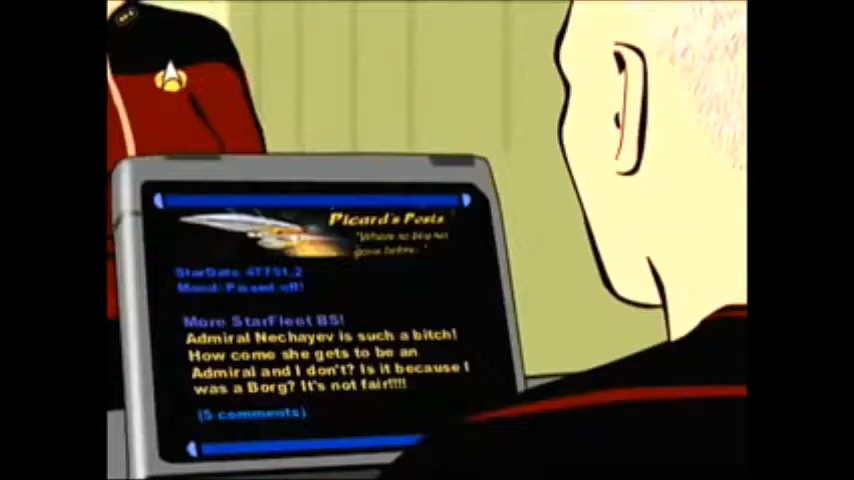 Picard's Posts
"Where no blog has
gone before."
StarDate 47751.2
Mood: Pissed off!
More StarFleet BS!
Admiral Nechayev is such a bitch!
How come she gets to be an
Admiral and I don't? Is it because I
was a Borg? It's not fair!!!!
(5 comments)